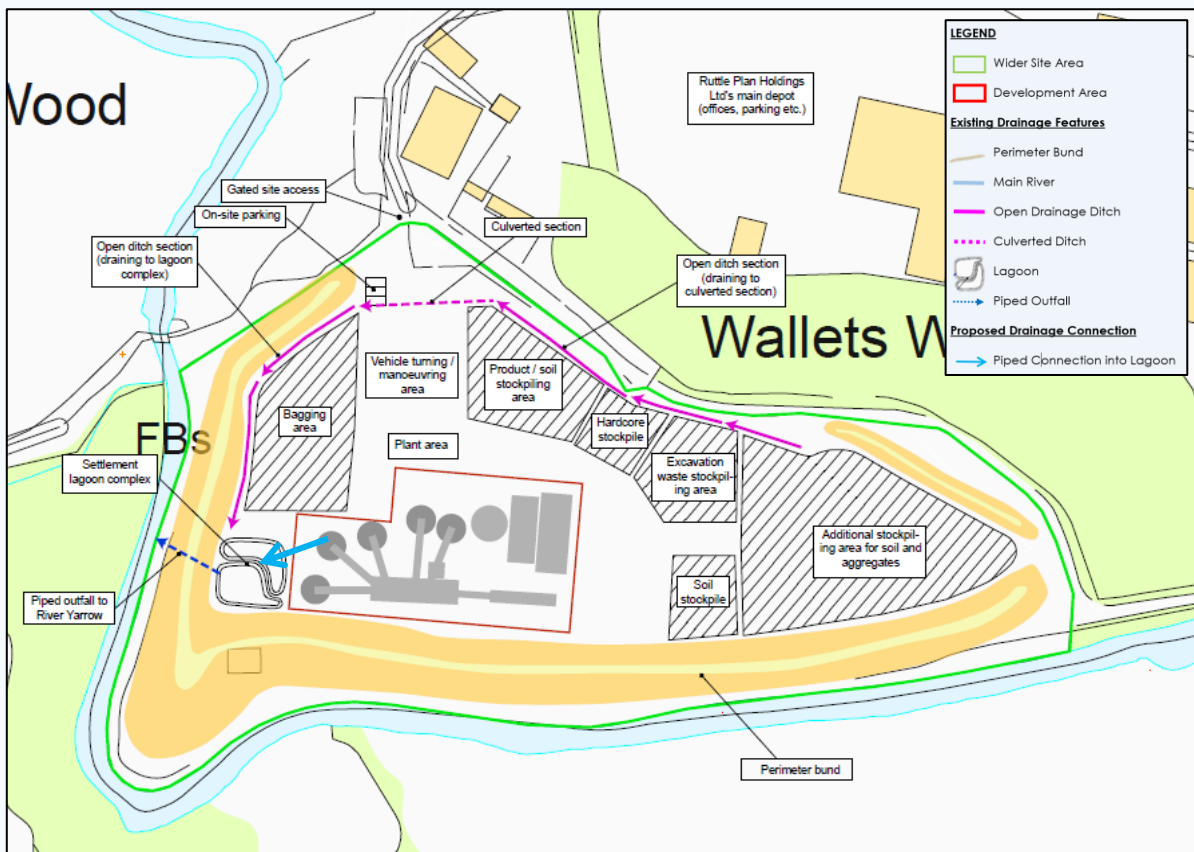 Wood
Ruttle Plan Holdings
Ltd's main depot
(offices, parking etc.)
LEGEND
Wider Site Area
Development Area
Existing Drainage Features
Perimeter Bund
Main River
Open Drainage Ditch
Culverted Ditch
Lagoon
Piped Outfall
Proposed Drainage Connection
Piped Connection into Lagoon
Gated site access
On-site parking
Culverted section
Open ditch section
(draining to lagoon
complex)
Open ditch section
(draining to
culverted section)
Wallets W
Vehicle turning /
manoeuvring
area
Product / soil
stockpiling
area
Bagging
area
Hardcore
stockpile
FBs
Plant area
Settlement
lagoon complex
Excavation
waste stockpil-
ing area
Additional stockpil-
ing area for soil and
aggregates
Soil
stockpile
Piped outfall to
River Yarrow
Perimeter bund